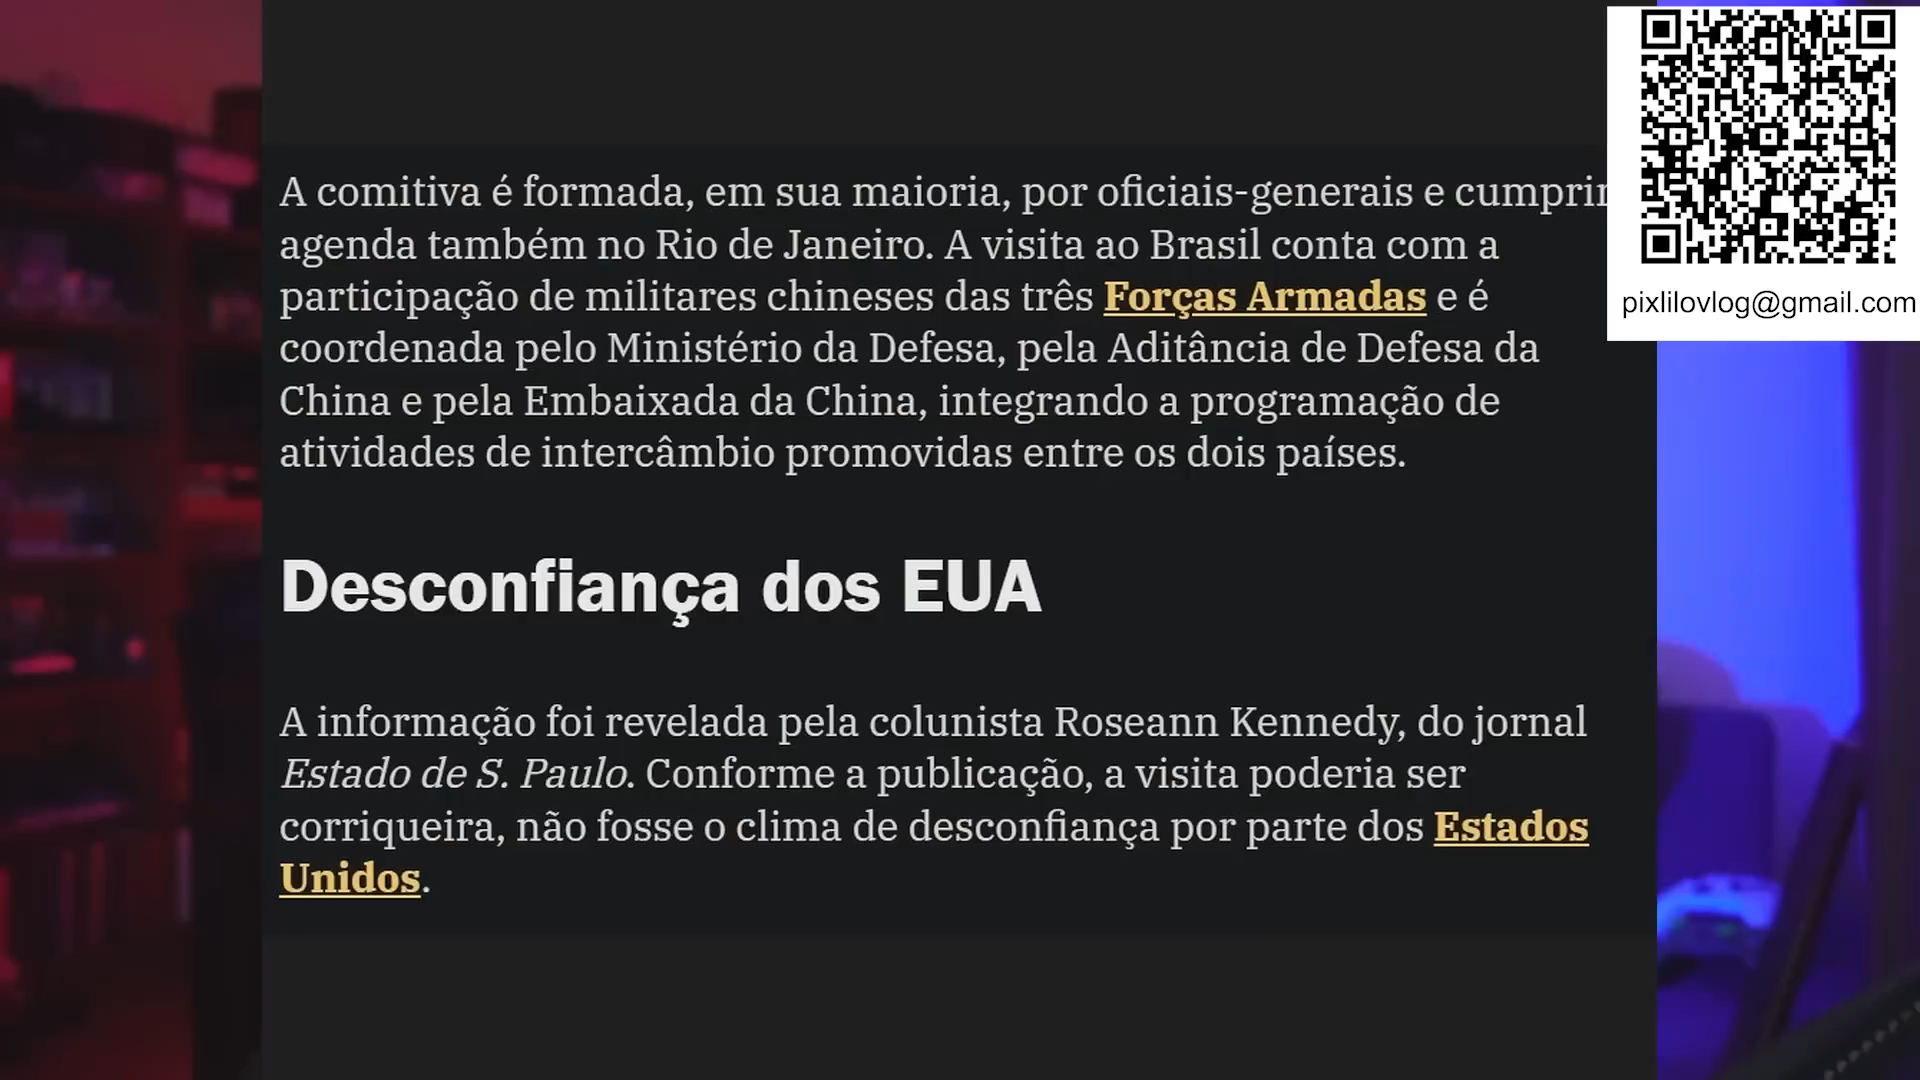 A comitiva é formada, em sua maioria, por oficiais-generais e
agenda também no Rio de Janeiro. A visita ao Brasil conta com a
participação de militares chineses das três Forças Armadas e é
coordenada pelo Ministério da Defesa, pela Aditância de Defesa da
China e pela Embaixada da China, integrando a programação de
atividades de intercâmbio promovidas entre os dois países.
Desconfiança dos EUA
A informação foi revelada pela colunista Roseann Kennedy, do jornal
Estado de S. Paulo. Conforme a publicação, a visita poderia ser
corriqueira, não fosse o clima de desconfiança por parte dos Estados
Unidos.
pixlilovlog@gmail.com